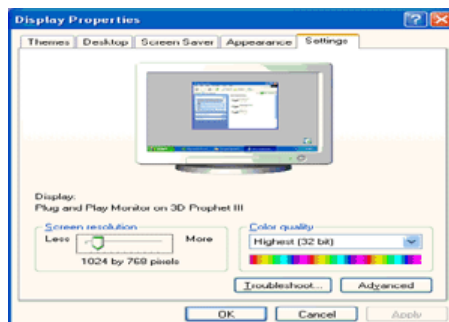 Display Properties
Themes Desktop Screen Saver Appearance Settings
Display:
Plug and Play Monitor on 3D Prophet III
Screen resolution
Less More
1024 by 768 pixels
Color quality
Highest (32 bit)
Troubleshoot... Advanced
OK Cancel Apply